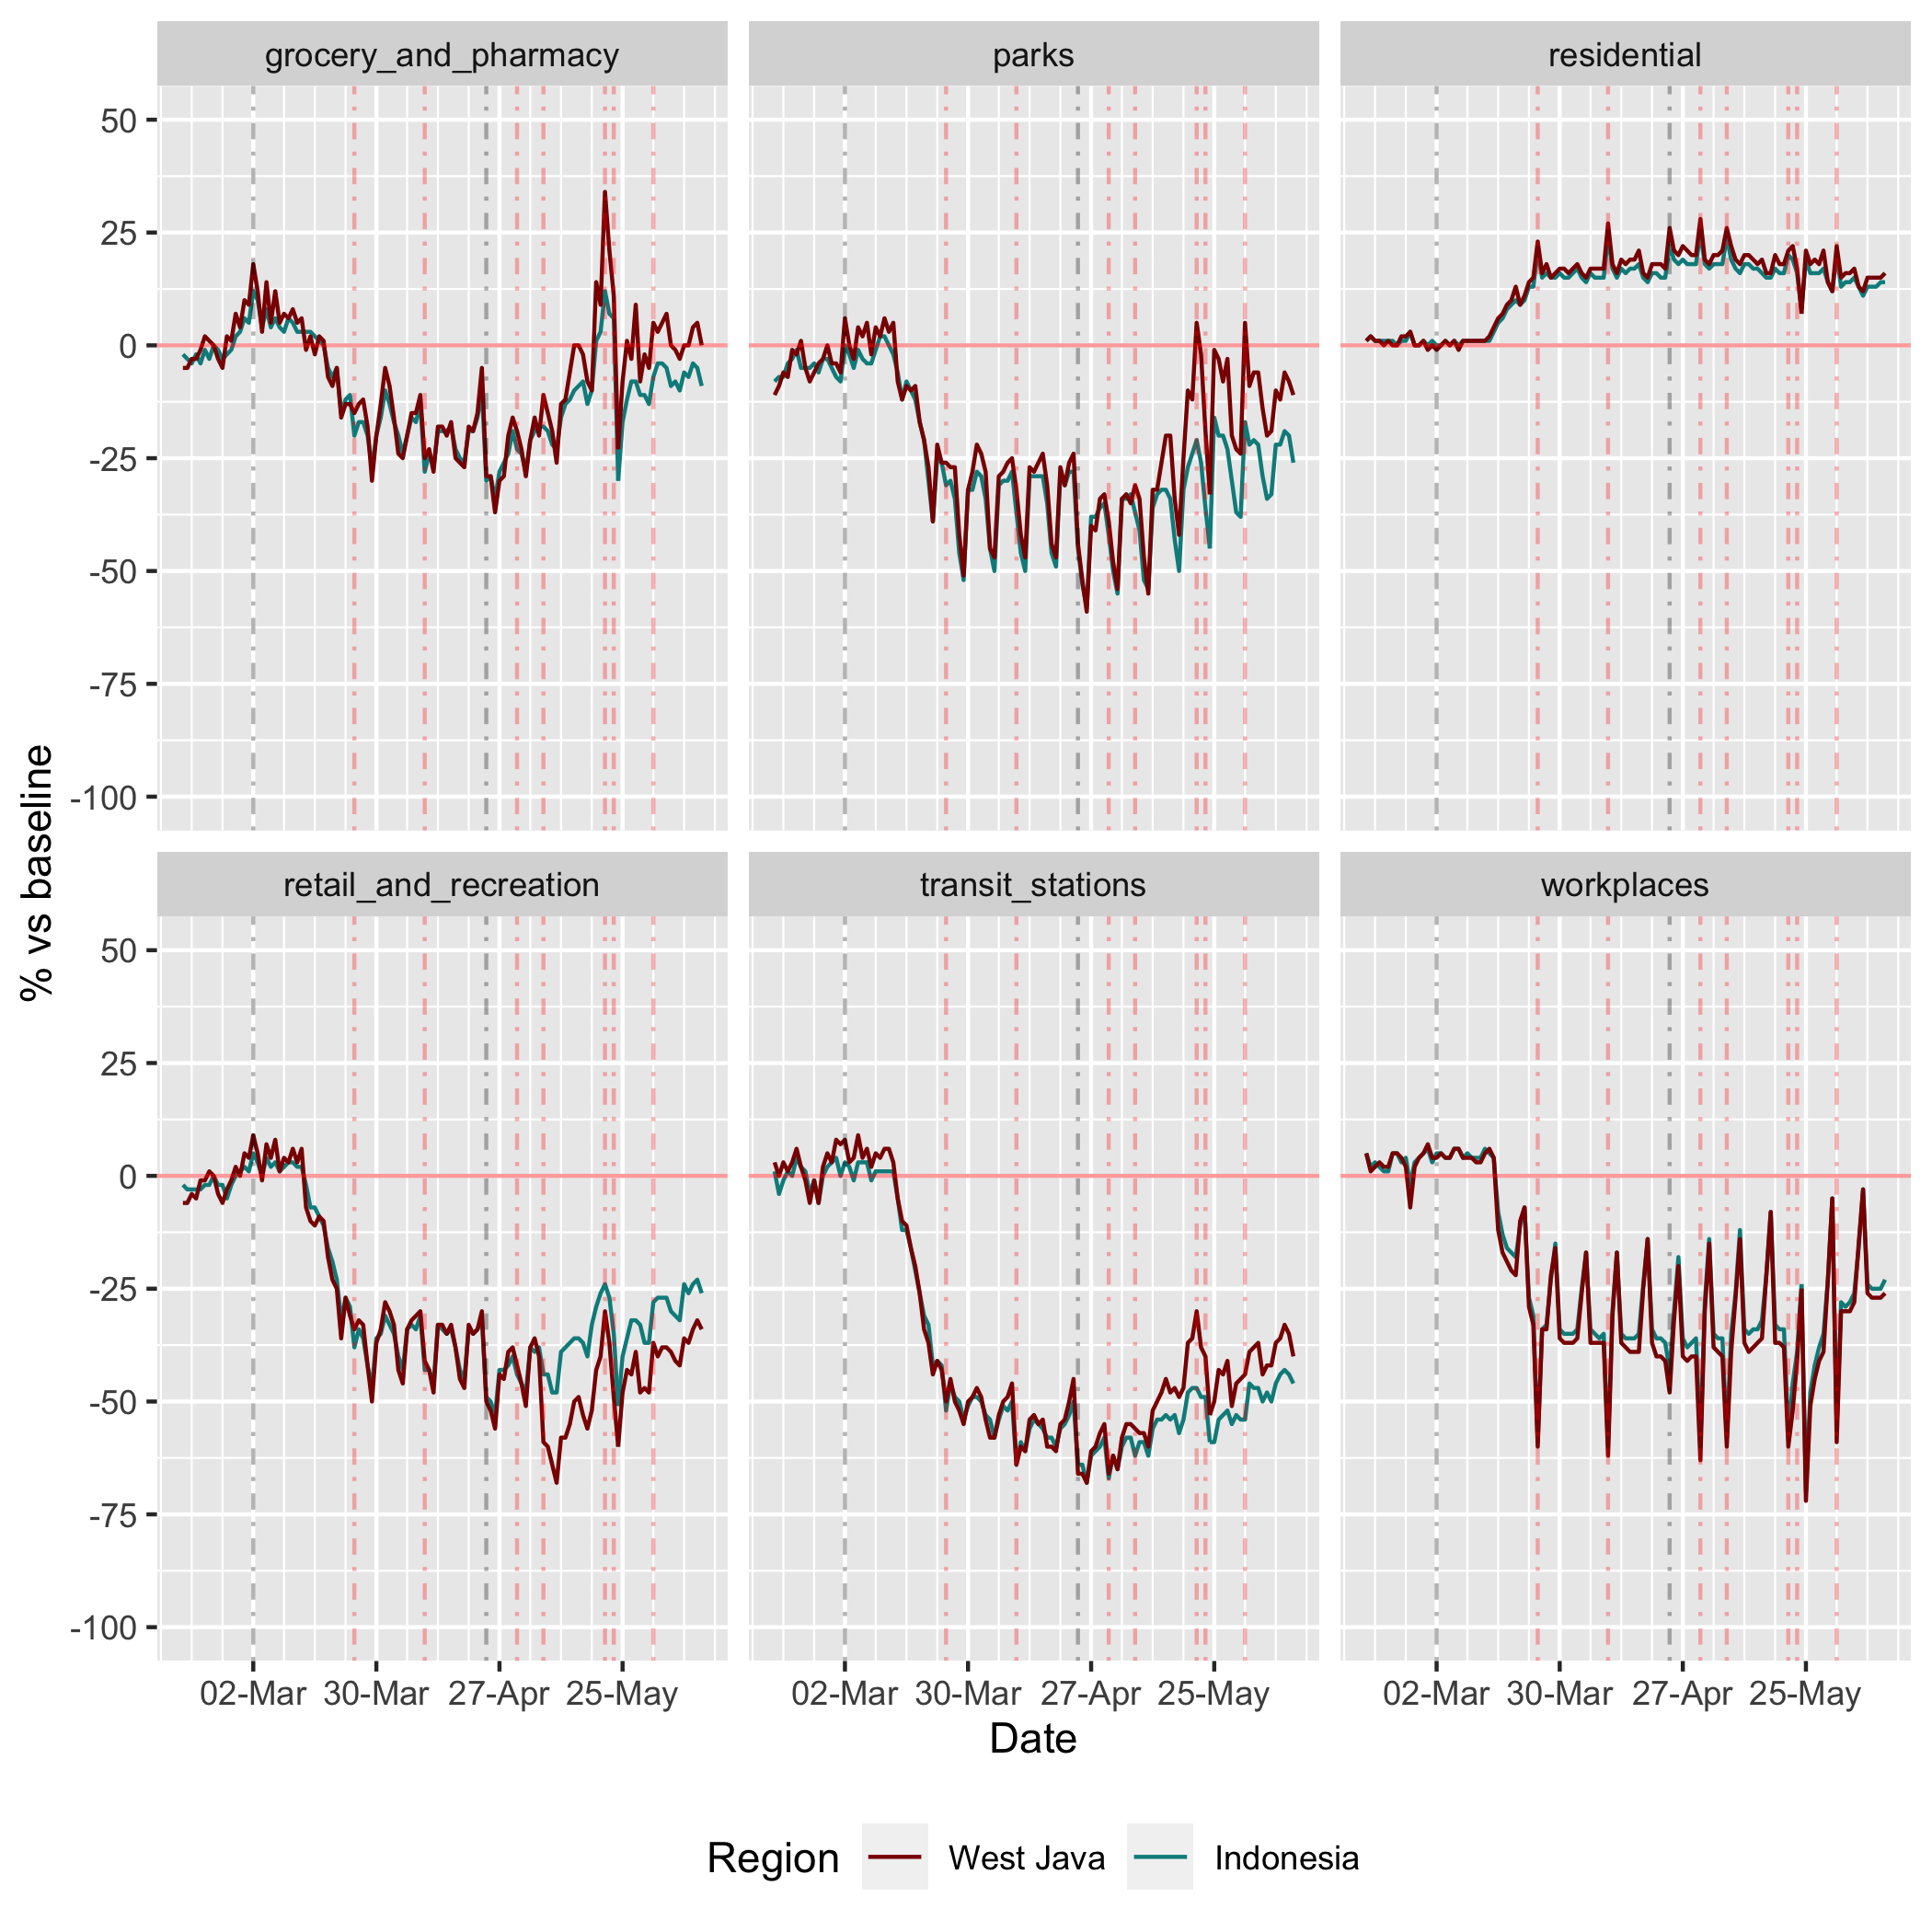 grocery_and_pharmacy parks residential
50
25
0
-25
-50
-75
-100
retail_and_recreation transit_stations workplaces
50
25
0
-25
-50
-75
-100
% vs baseline
02-Mar 30-Mar 27-Apr 25-May 02-Mar 30-Mar 27-Apr 25-May 02-Mar 30-Mar 27-Apr 25-May
Date
Region West Java Indonesia